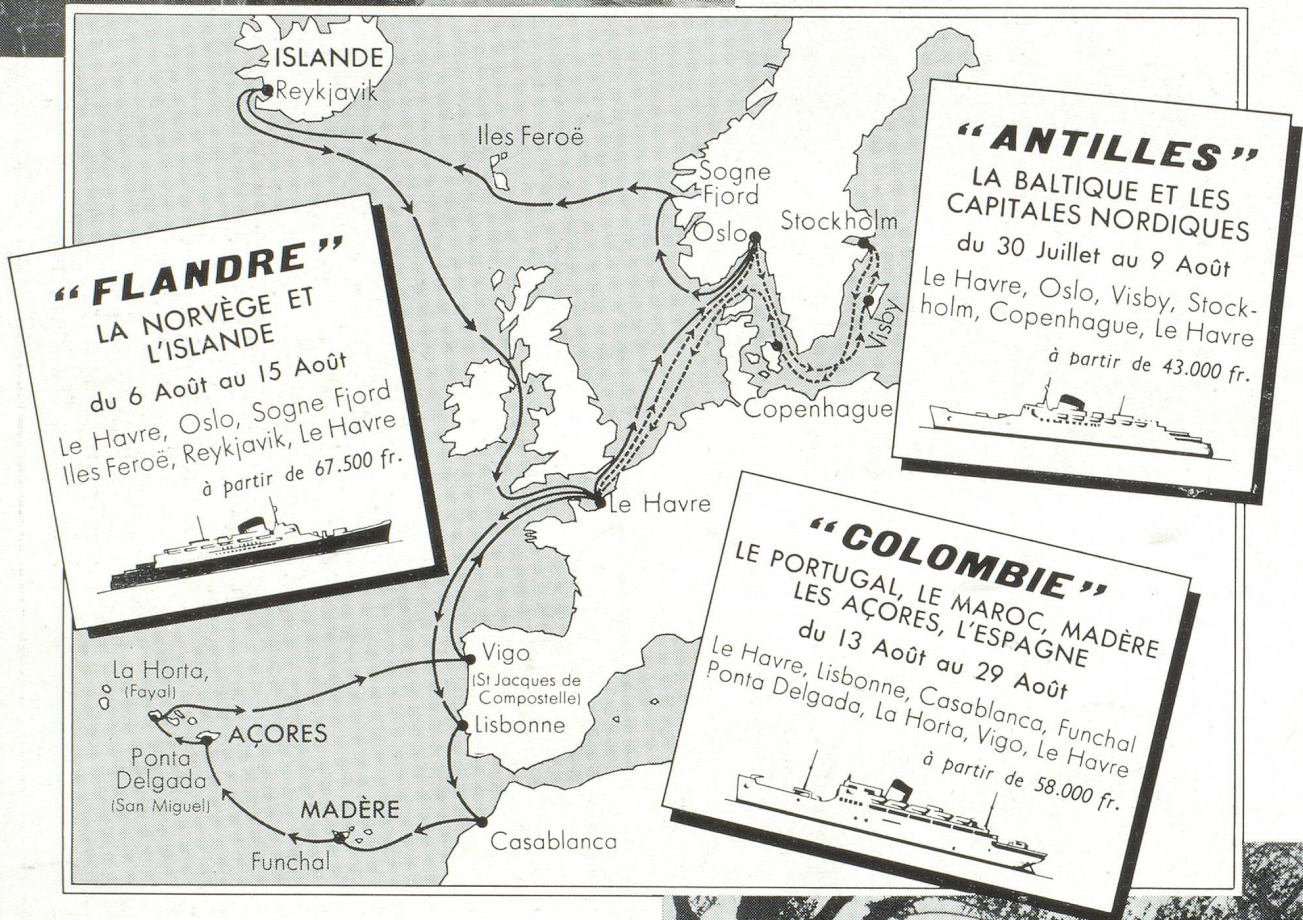 ISLANDE
Reykjavik
Iles Feroë
Sogne
Fjord
Oslo
Stockholm
Visby
Copenhague
Le Havre
Vigo
(St Jacques de
Compostelle)
Lisbonne
La Horta,
(Fayal)
AÇORES
Ponta
Delgada
(San Miguel)
MADÈRE
Funchal
Casablanca
“FLANDRE”
LA NORVÈGE ET
L'ISLANDE
du 6 Août au 15 Août
Le Havre, Oslo, Sogne Fjord
Iles Feroë, Reykjavik, Le Havre
à partir de 67.500 fr.
“ANTILLES”
LA BALTIQUE ET LES
CAPITALES NORDIQUES
du 30 Juillet au 9 Août
Le Havre, Oslo, Visby, Stock-
holm, Copenhague, Le Havre
à partir de 43.000 fr.
“COLOMBIE”
LE PORTUGAL, LE MAROC, MADÈRE
LES AÇORES, L'ESPAGNE
du 13 Août au 29 Août
Le Havre, Lisbonne, Casablanca, Funchal
Ponta Delgada, La Horta, Vigo, Le Havre
à partir de 58.000 fr.